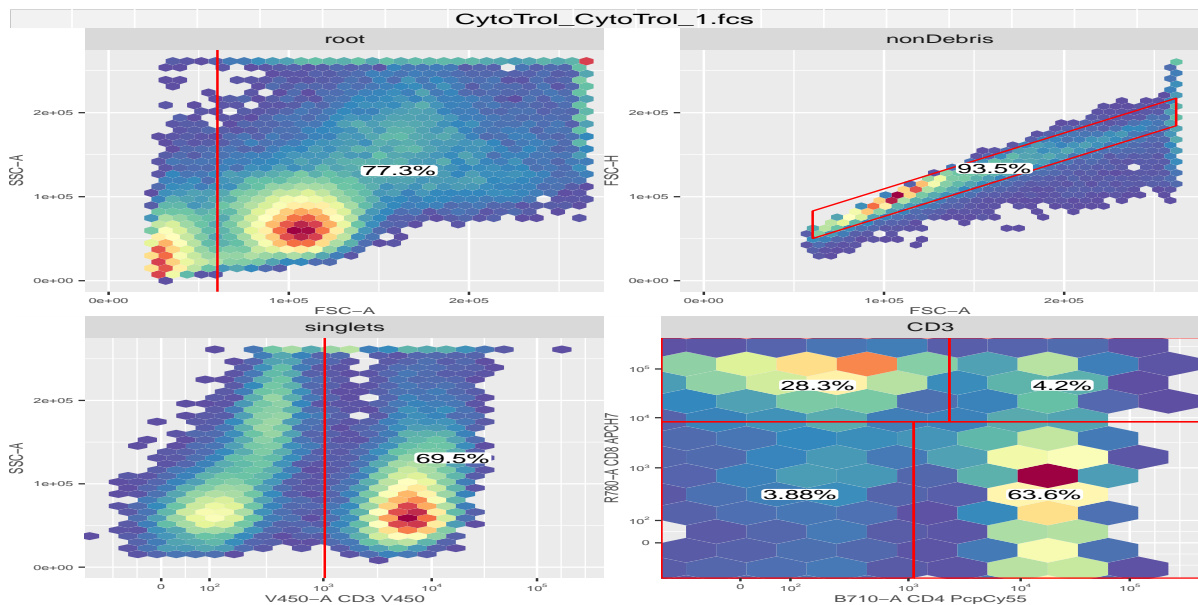 CytoTrol_CytoTrol_1.fcs
root
nonDebris
SSC−A
2e+05
1e+05
0e+00
77.3%
0e+00
1e+05
2e+05
FSC−A
FSC−H
2e+05
1e+05
0e+00
93.5%
0e+00
1e+05
2e+05
FSC−A
singlets
CD3
SSC−A
2e+05
1e+05
0e+00
69.5%
0
10²
10³
10⁴
10⁵
V450−A CD3 V450
R780−A CD8 APCH7
10⁵
10⁴
10³
10²
0
28.3%
4.2%
3.88%
63.6%
0
10²
10³
10⁴
10⁵
B710−A CD4 PcpCy55